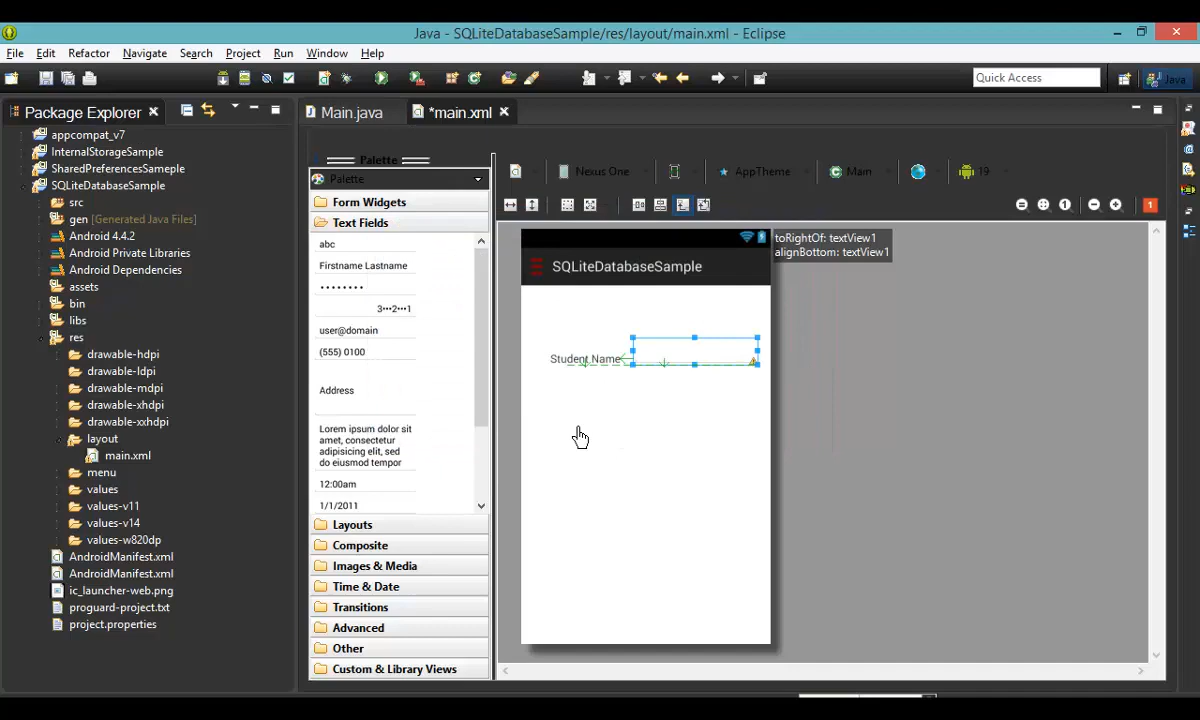 Java - SQLiteDatabaseSample/res/layout/main.xml - Eclipse
File Edit Refactor Navigate Search Project Run Window Help
Quick Access
Java
Package Explorer
Main.java
*main.xml
appcompat_v7
InternalStorageSample
SharedPreferencesSameple
SQLiteDatabaseSample
src
gen [Generated Java Files]
Android 4.4.2
Android Private Libraries
Android Dependencies
assets
bin
libs
res
drawable-hdpi
drawable-ldpi
drawable-mdpi
drawable-xhdpi
drawable-xxhdpi
layout
main.xml
menu
values
values-v11
values-v14
values-w820dp
AndroidManifest.xml
AndroidManifest.xml
ic_launcher-web.png
proguard-project.txt
project.properties
Palette
Palette
Form Widgets
Text Fields
abc
Firstname Lastname
3•••2•••1
user@domain
(555) 0100
Address
Lorem ipsum dolor sit
amet, consectetur
adipisicing elit, sed
do eiusmod tempor
12:00am
1/1/2011
Layouts
Composite
Images & Media
Time & Date
Transitions
Advanced
Other
Custom & Library Views
Nexus One
AppTheme
Main
19
1
1
SQLiteDatabaseSample
toRightOf: textView1
alignBottom: textView1
Student Name